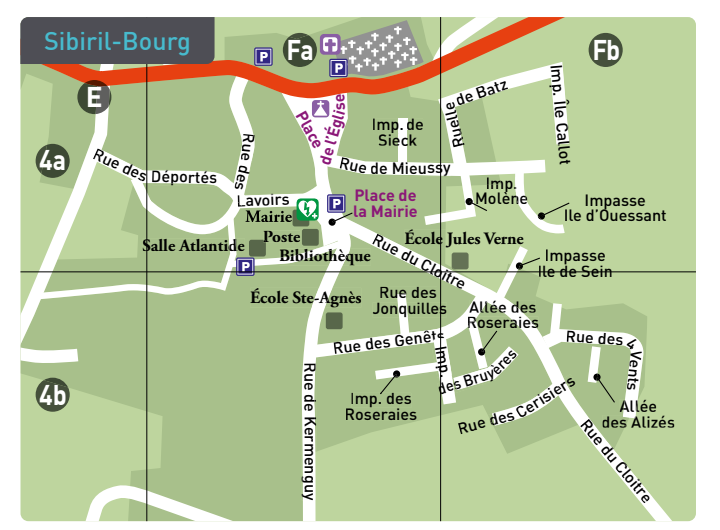 Sibiril-Bourg
P
Fa
P
Fb
E
Place
de l'Église
Imp. de
Sieck
Ruelle de Batz
Imp. Île Callot
4a
Rue des Déportés
Rue des
Lavoirs
Rue de Mieussy
Imp.
Molène
Impasse
Ile d'Ouessant
Mairie
P
Place de
la Mairie
Poste
Salle Atlantide
Bibliothèque
P
Rue du Cloitre
École Jules Verne
Impasse
Ile de Sein
École Ste-Agnès
Rue des
Jonquilles
Allée des
Roseraies
Rue des Genêts
Rue des 4 Vents
Imp. des Bruyères
4b
Imp. des
Roseraies
Rue des Cerisiers
Allée
des Alizés
Rue de Kermenguy
Rue du Cloitre